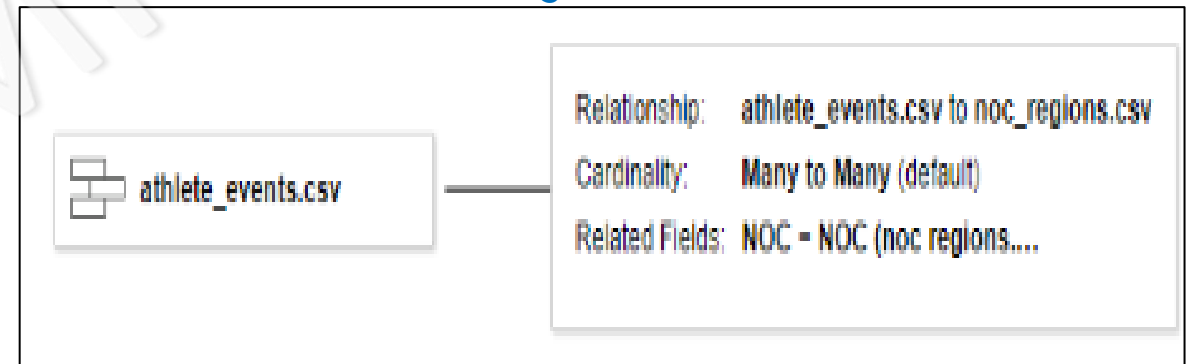 athlete_events.csv
Relationship: athlete_events.csv to noc_regions.csv
Cardinality: Many to Many (default)
Related Fields: NOC = NOC (noc regions....